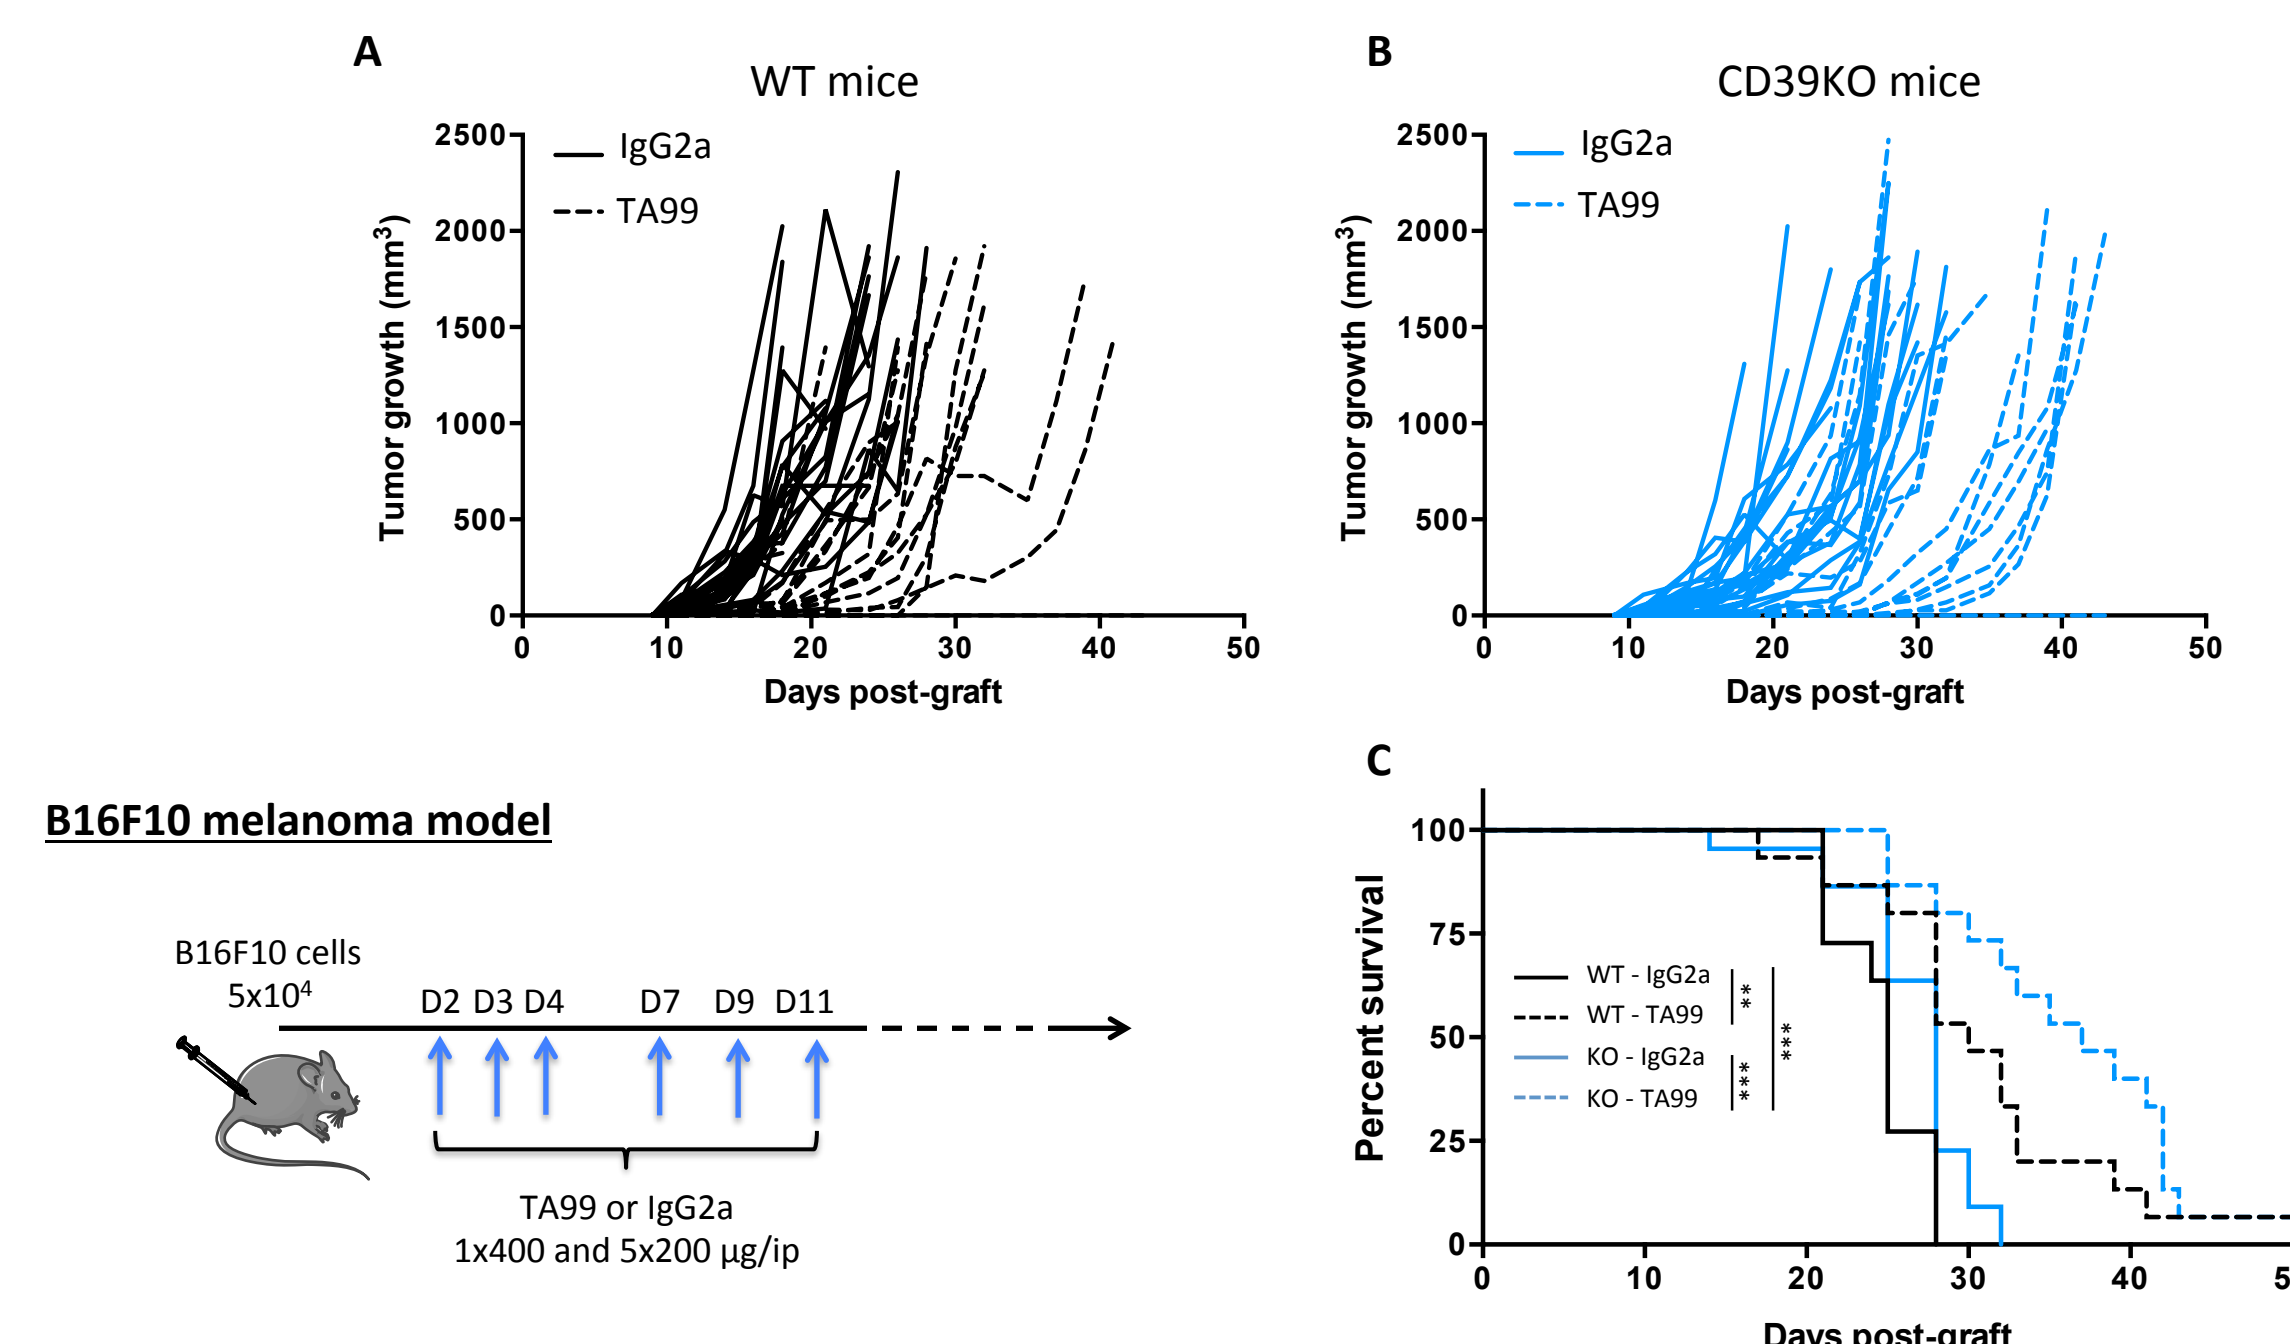 A
WT mice
2500
2000
1500
1000
500
0
Tumor growth (mm³)
IgG2a
TA99
0 10 20 30 40 50
Days post-graft
B
CD39KO mice
2500
2000
1500
1000
500
0
Tumor growth (mm³)
IgG2a
TA99
0 10 20 30 40 50
Days post-graft
B16F10 melanoma model
B16F10 cells
5x10⁴
D2 D3 D4 D7 D9 D11
TA99 or IgG2a
1x400 and 5x200 µg/ip
C
100
75
50
25
0
Percent survival
WT - IgG2a
WT - TA99
KO - IgG2a
KO - TA99
**
***
***
0 10 20 30 40 5
Days post-graft